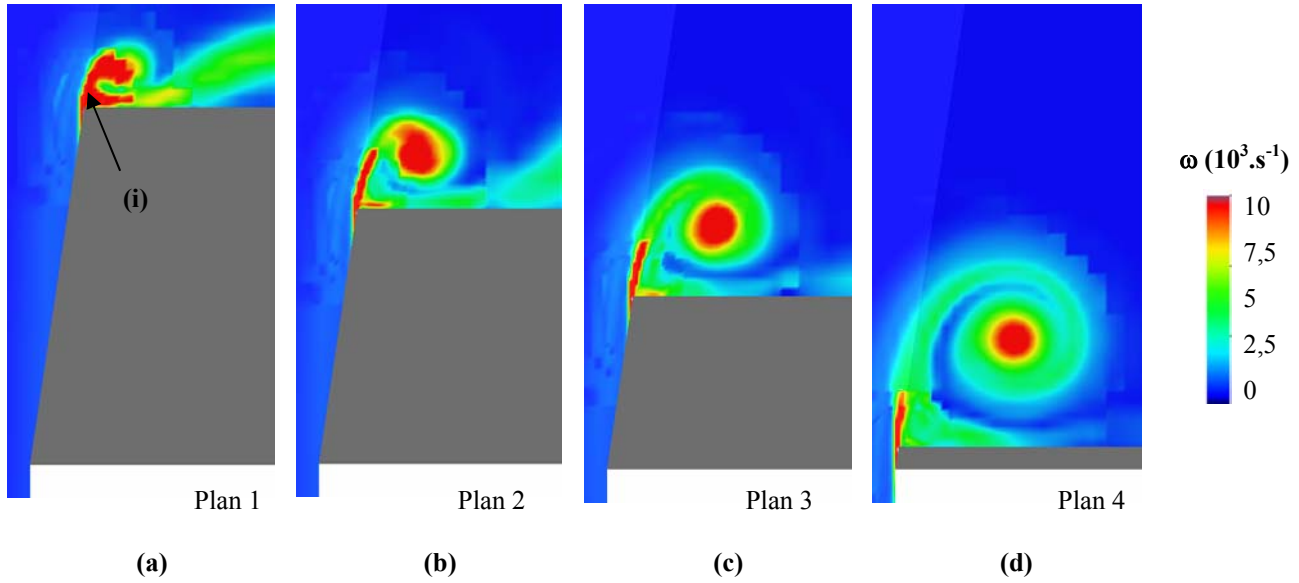 (i)
Plan 1
Plan 2
Plan 3
Plan 4
(a)
(b)
(c)
(d)
ω (10³.s⁻¹)
10
7,5
5
2,5
0